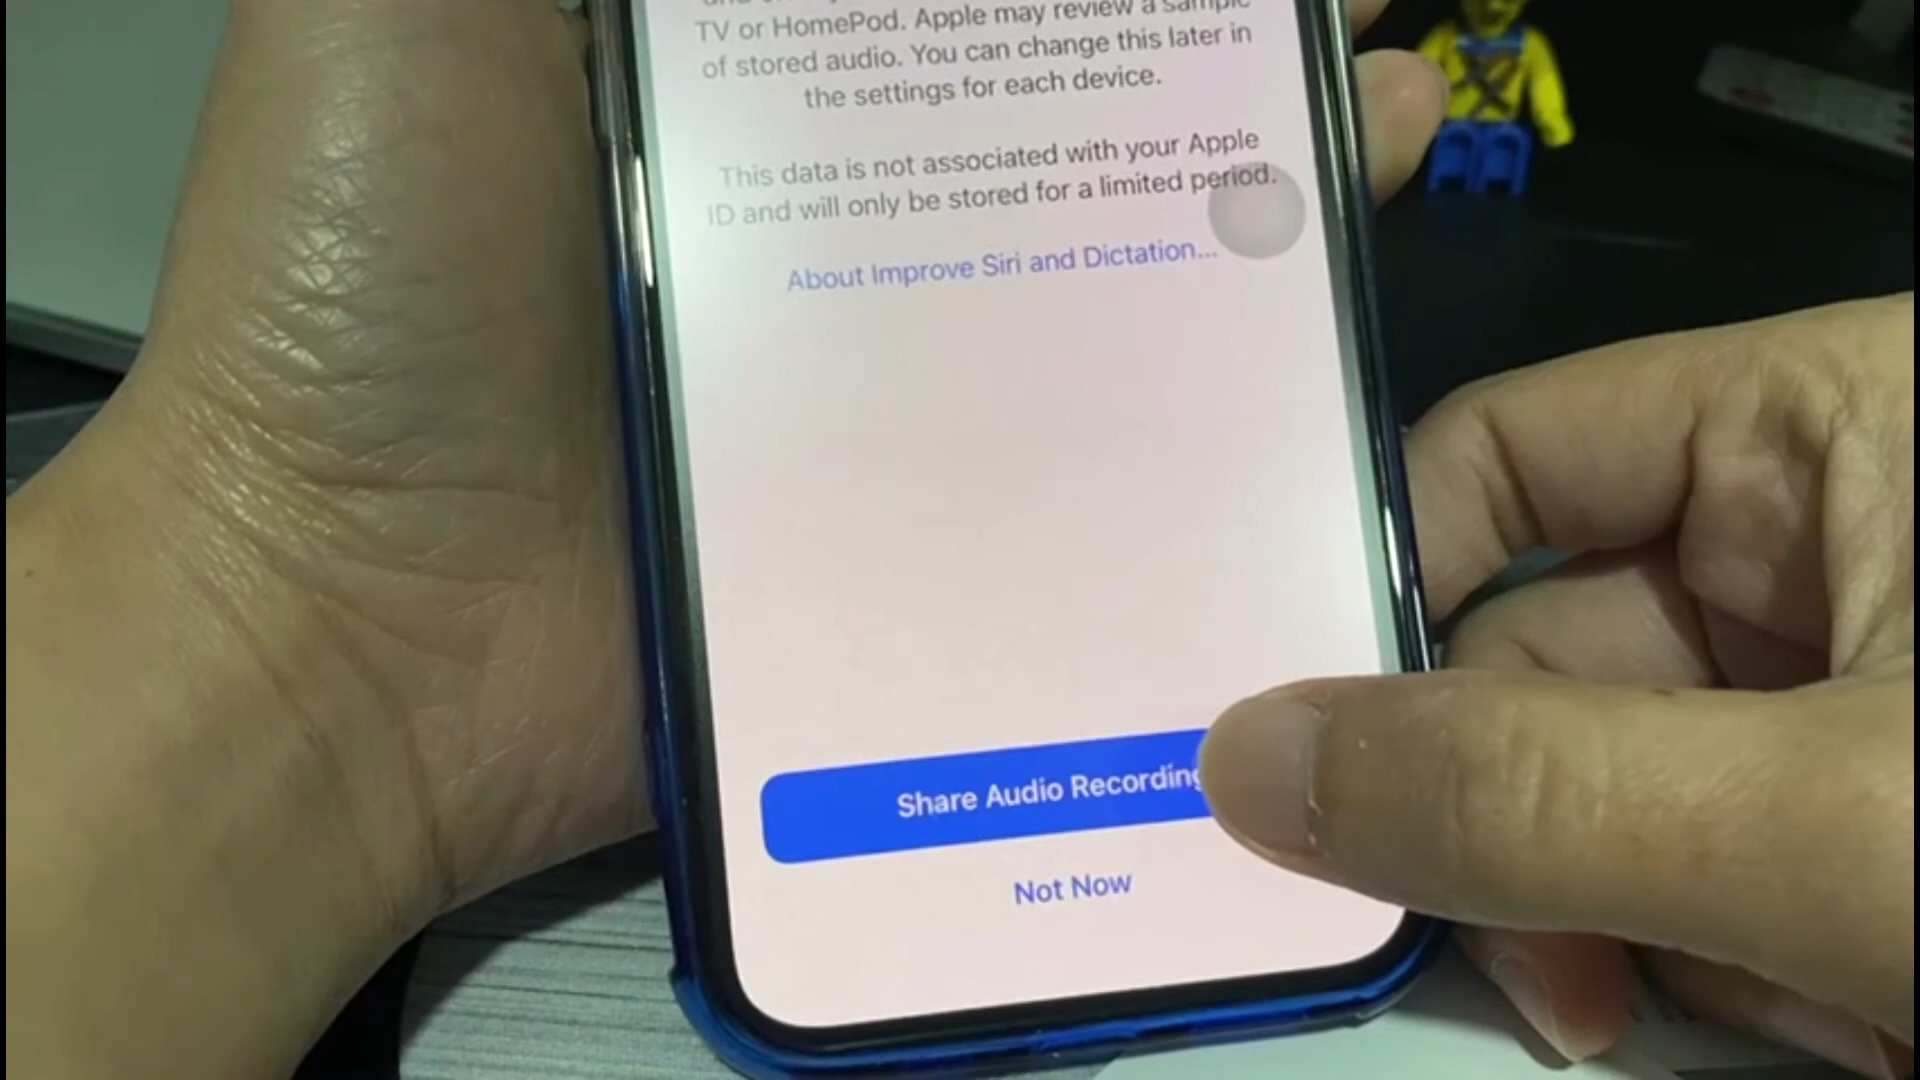 TV or HomePod. Apple may review a sample
of stored audio. You can change this later in
the settings for each device.
This data is not associated with your Apple
ID and will only be stored for a limited period.
About Improve Siri and Dictation...
Share Audio Recording
Not Now